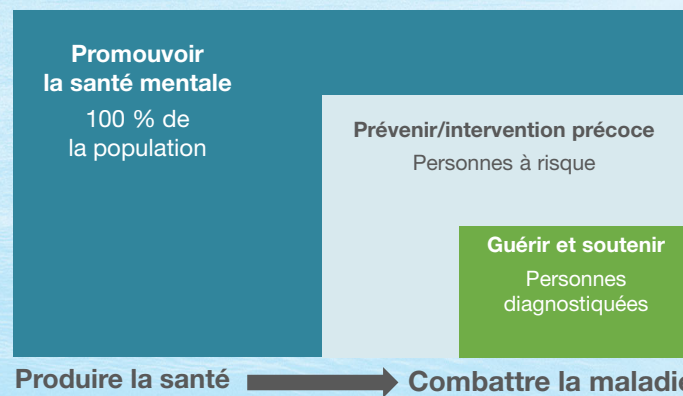 Promouvoir
la santé mentale
100 % de
la population
Prévenir/intervention précoce
Personnes à risque
Guérir et soutenir
Personnes
diagnostiquées
Produire la santé
Combattre la maladie